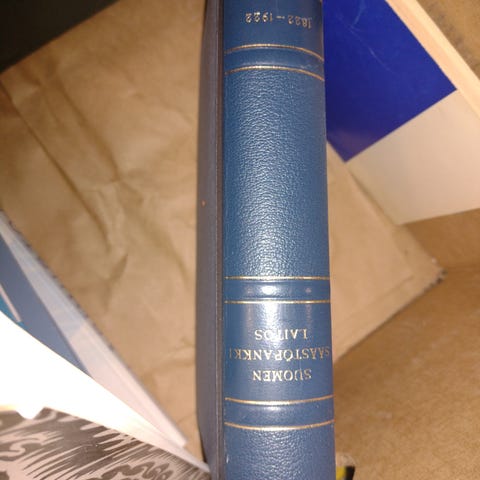 SUOMEN
SÄÄSTÖPANKKI
LAITOS
1822–1922